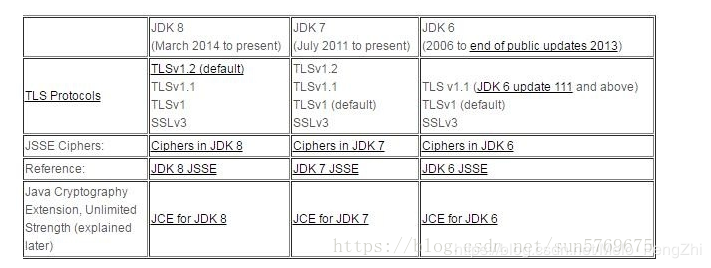 JDK 8
(March 2014 to present)
JDK 7
(July 2011 to present)
JDK 6
(2006 to end of public updates 2013)
TLS Protocols
TLSv1.2 (default)
TLSv1.1
TLSv1
SSLv3
TLSv1.2
TLSv1.1
TLSv1 (default)
SSLv3
TLS v1.1 (JDK 6 update 111 and above)
TLSv1 (default)
SSLv3
JSSE Ciphers:
Ciphers in JDK 8
Ciphers in JDK 7
Ciphers in JDK 6
Reference:
JDK 8 JSSE
JDK 7 JSSE
JDK 6 JSSE
Java Cryptography
Extension, Unlimited
Strength (explained
later)
JCE for JDK 8
JCE for JDK 7
JCE for JDK 6
https://blog.csdn.net/sun5769675